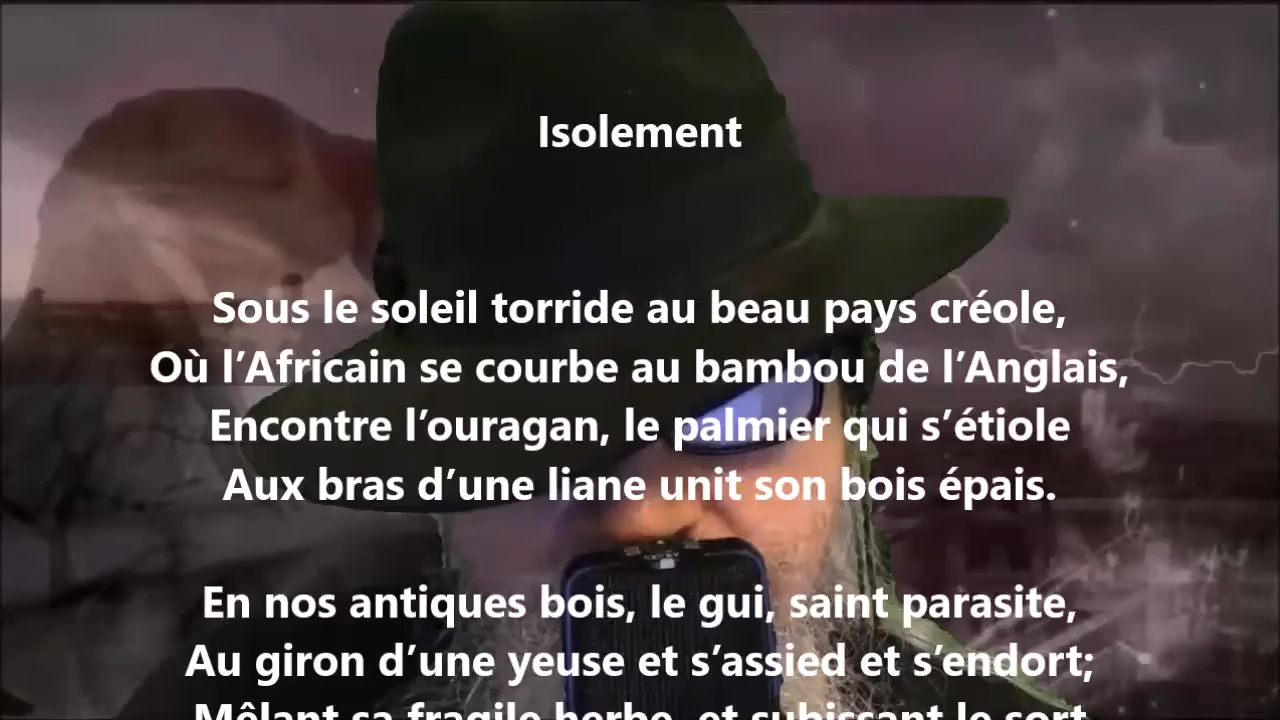 Isolement
Sous le soleil torride au beau pays créole,
Où l’Africain se courbe au bambou de l’Anglais,
Encontre l’ouragan, le palmier qui s’étiole
Aux bras d’une liane unit son bois épais.
En nos antiques bois, le gui, saint parasite,
Au giron d’une yeuse et s’assied et s’endort;
Mêlant sa fragile herbe, et subissant le sort